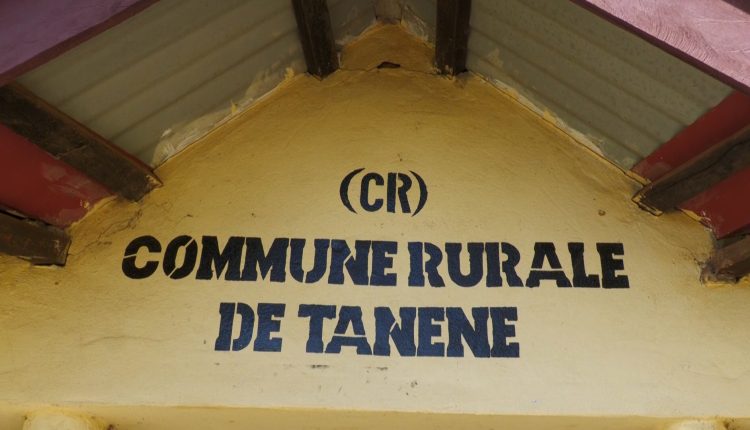 (CR)
COMMUNE RURALE
DE TANENE